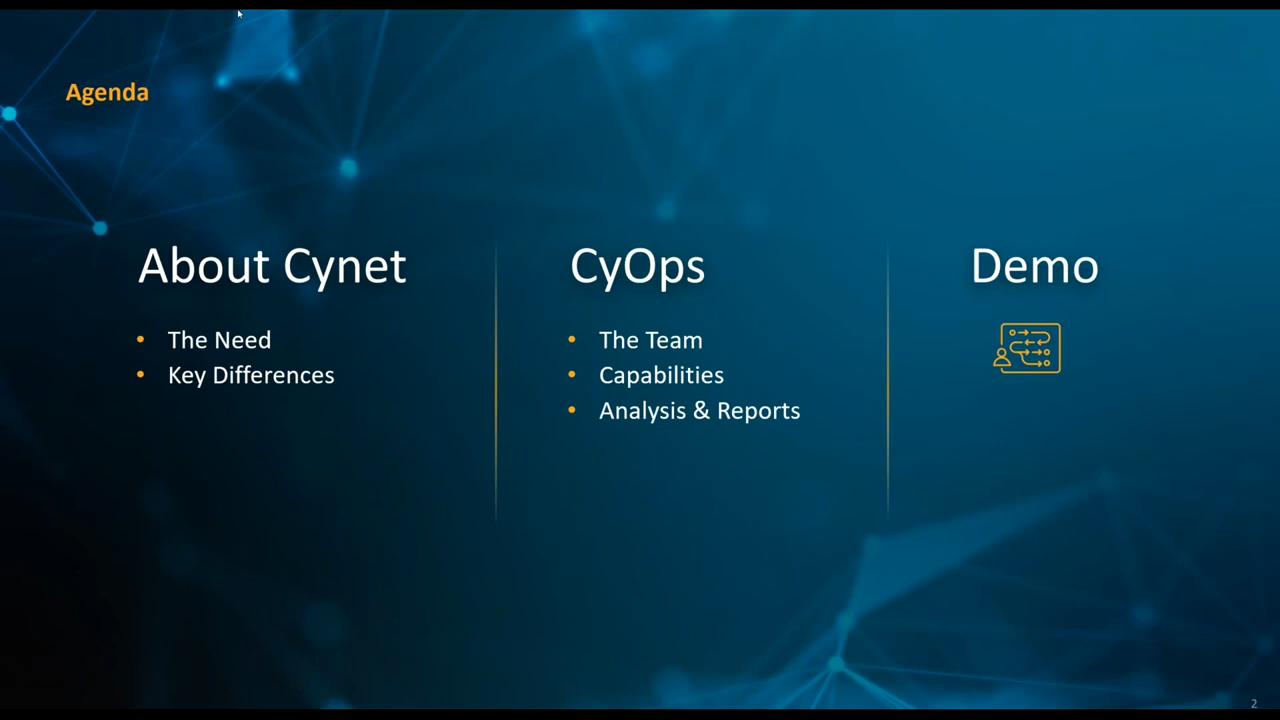 Agenda
About Cynet
• The Need
• Key Differences
CyOps
• The Team
• Capabilities
• Analysis & Reports
Demo
2